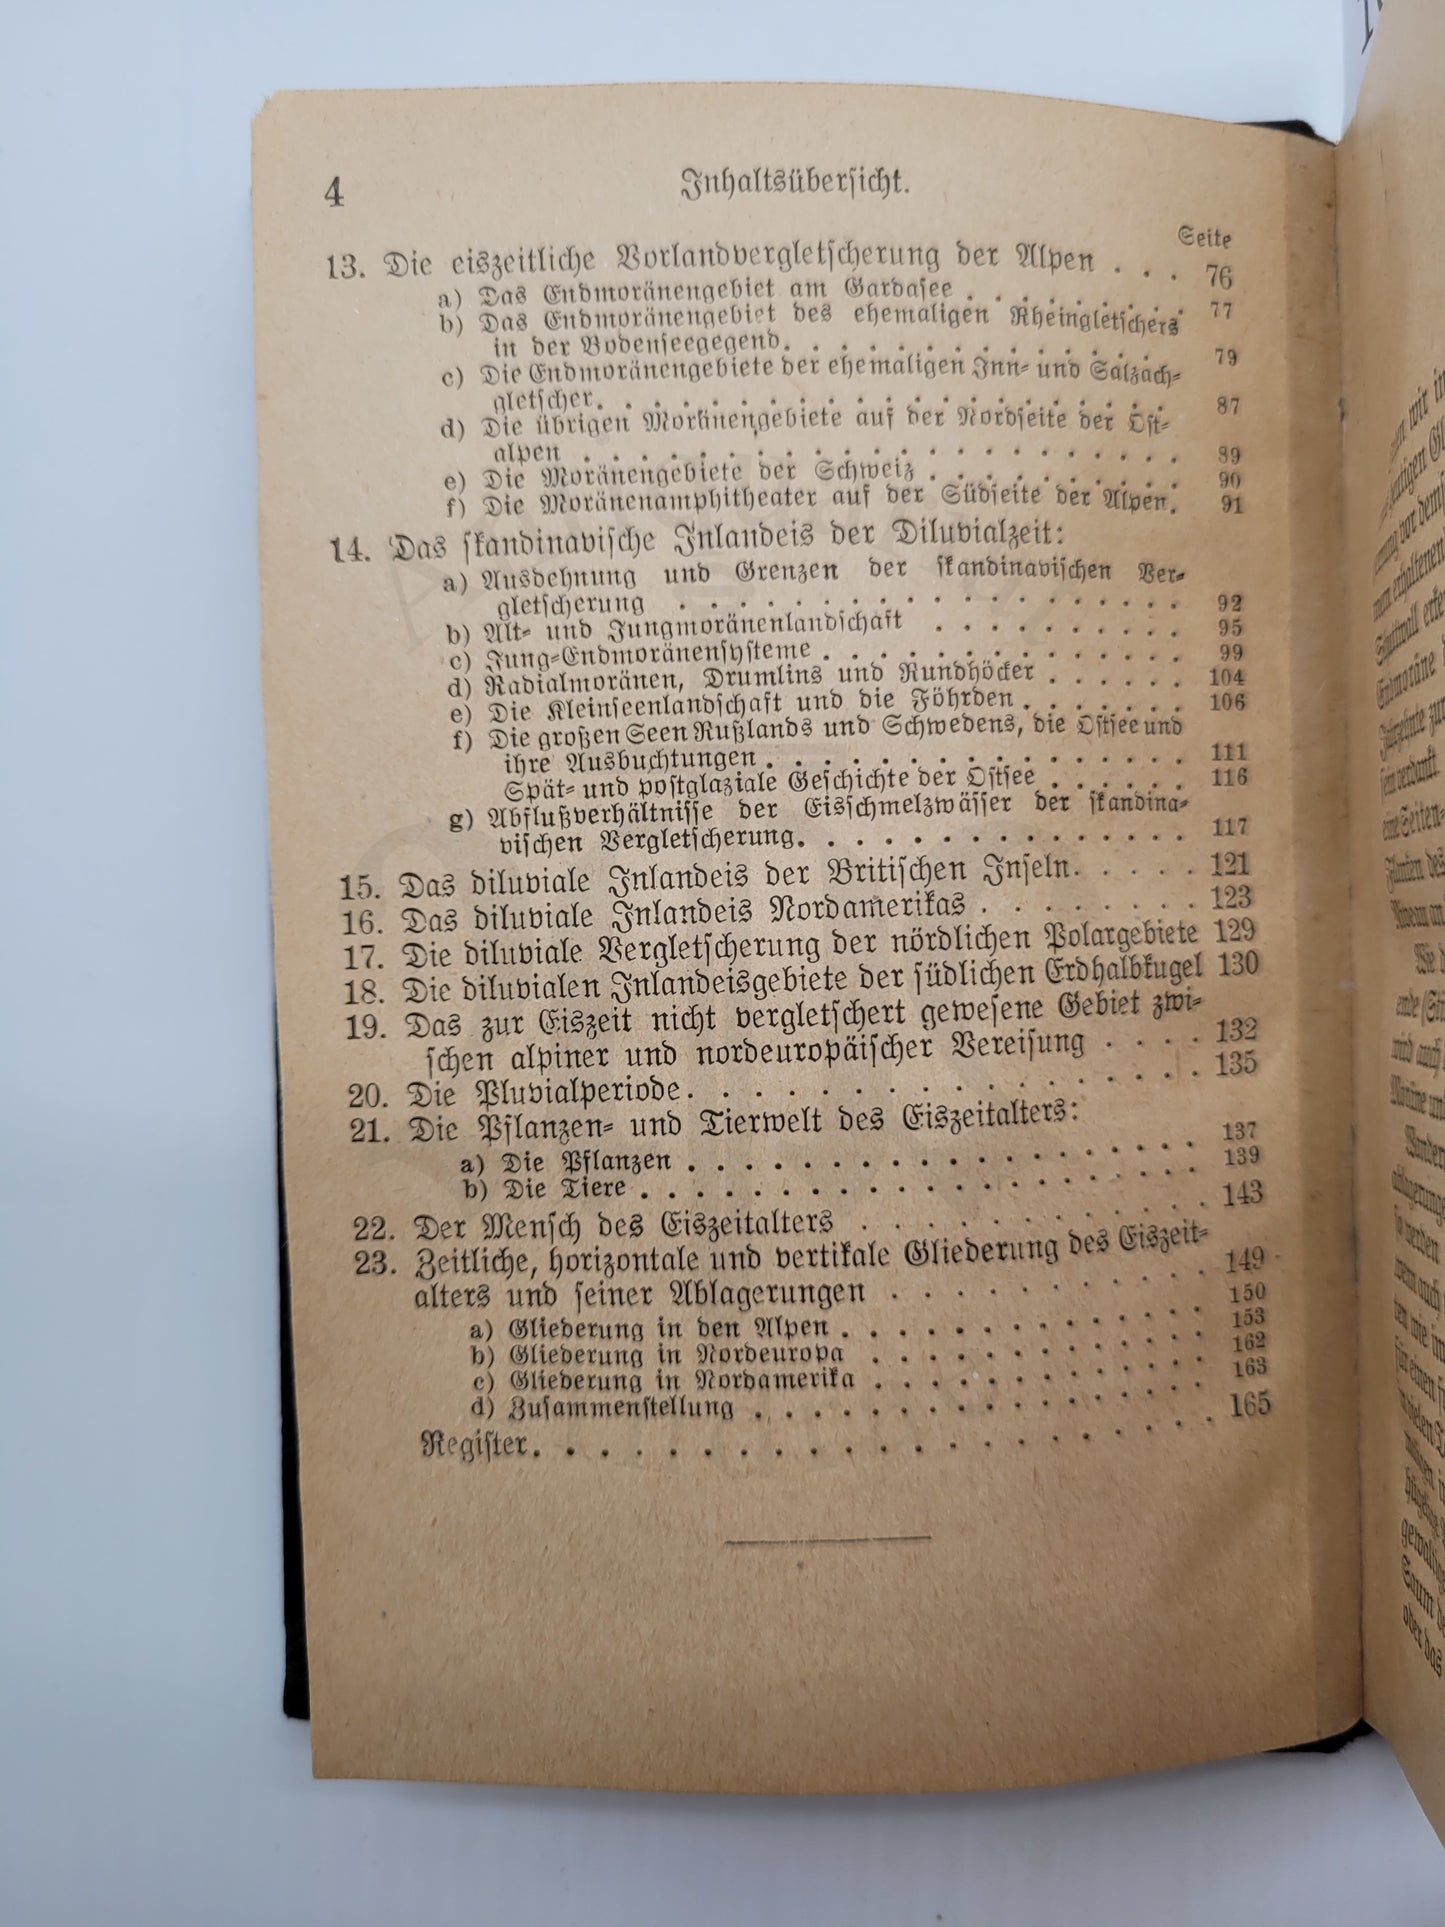 4
Inhaltsübersicht.
Seite
13. Die eiszeitliche Vorlandvergletscherung der Alpen . . . 76
a) Das Endmoränengebiet am Gardasee . . . . . . . . 77
b) Das Endmoränengebiet des ehemaligen Rheingletschers
in der Bodenseegegend. . . . . . . . . . . . . . 79
c) Die Endmoränengebiete der ehemaligen Inn- und Salzach-
gletscher. . . . . . . . . . . . . . . . . . . . 87
d) Die übrigen Moränengebiete auf der Nordseite der Ost-
alpen . . . . . . . . . . . . . . . . . . . . . 89
e) Die Moränengebiete der Schweiz . . . . . . . . . 90
f) Die Moränenamphitheater auf der Südseite der Alpen. 91
14. Das skandinavische Inlandeis der Diluvialzeit:
a) Ausdehnung und Grenzen der skandinavischen Ver-
gletscherung . . . . . . . . . . . . . . . . . . 92
b) Alt- und Jungmoränenlandschaft . . . . . . . . . 95
c) Jung-Endmoränensysteme . . . . . . . . . . . . . 99
d) Radialmoränen, Drumlins und Rundhöcker . . . . . . 104
e) Die Kleinseenlandschaft und die Föhrden . . . . . . . 106
f) Die großen Seen Rußlands und Schwedens, die Ostsee und
ihre Ausbuchtungen . . . . . . . . . . . . . . . 111
Spät- und postglaziale Geschichte der Ostsee . . . . . . 116
g) Abflußverhältnisse der Eisschmelzwässer der skandina-
vischen Vergletscherung. . . . . . . . . . . . . . 117
15. Das diluviale Inlandeis der Britischen Inseln. . . . . 121
16. Das diluviale Inlandeis Nordamerikas . . . . . . . . 123
17. Die diluviale Vergletscherung der nördlichen Polargebiete 129
18. Die diluvialen Inlandeisgebiete der südlichen Erdhalbkugel 130
19. Das zur Eiszeit nicht vergletschert gewesene Gebiet zwi-
schen alpiner und nordeuropäischer Vereisung . . . . 132
20. Die Pluvialperiode. . . . . . . . . . . . . . . . 135
21. Die Pflanzen- und Tierwelt des Eiszeitalters:
a) Die Pflanzen . . . . . . . . . . . . . . . . . . 137
b) Die Tiere . . . . . . . . . . . . . . . . . . . . 139
22. Der Mensch des Eiszeitalters . . . . . . . . . . . 143
23. Zeitliche, horizontale und vertikale Gliederung des Eiszeit-
alters und seiner Ablagerungen . . . . . . . . . . 149
a) Gliederung in den Alpen . . . . . . . . . . . . . 150
b) Gliederung in Nordeuropa . . . . . . . . . . . . 153
c) Gliederung in Nordamerika . . . . . . . . . . . . 162
d) Zusammenstellung . . . . . . . . . . . . . . . . 163
Register. . . . . . . . . . . . . . . . . . . . . . 165